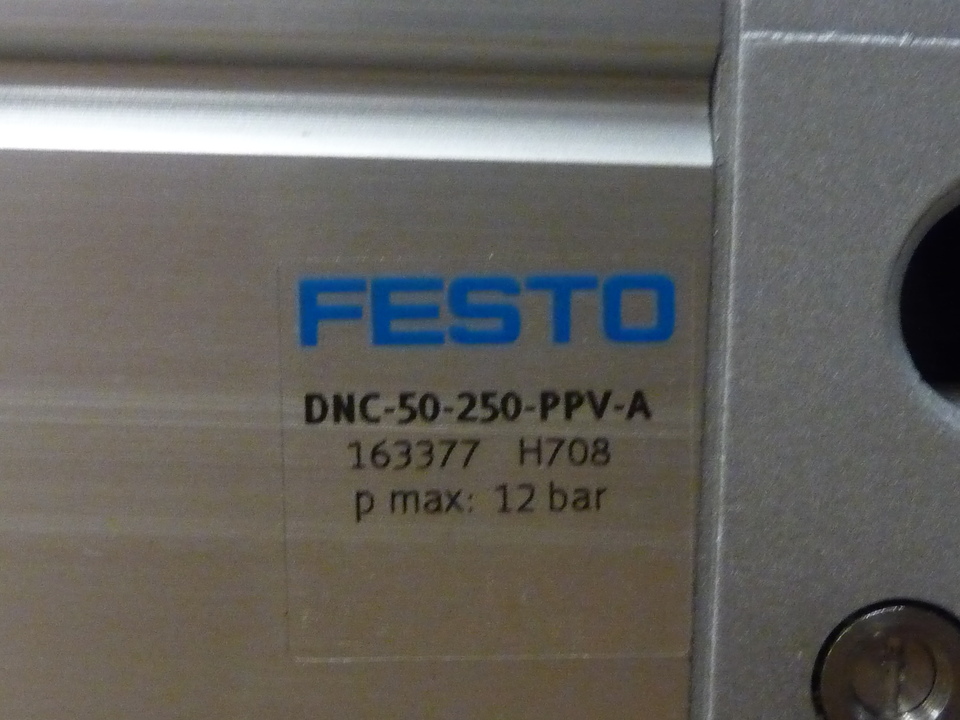 FESTO
DNC-50-250-PPV-A
163377 H708
p max: 12 bar